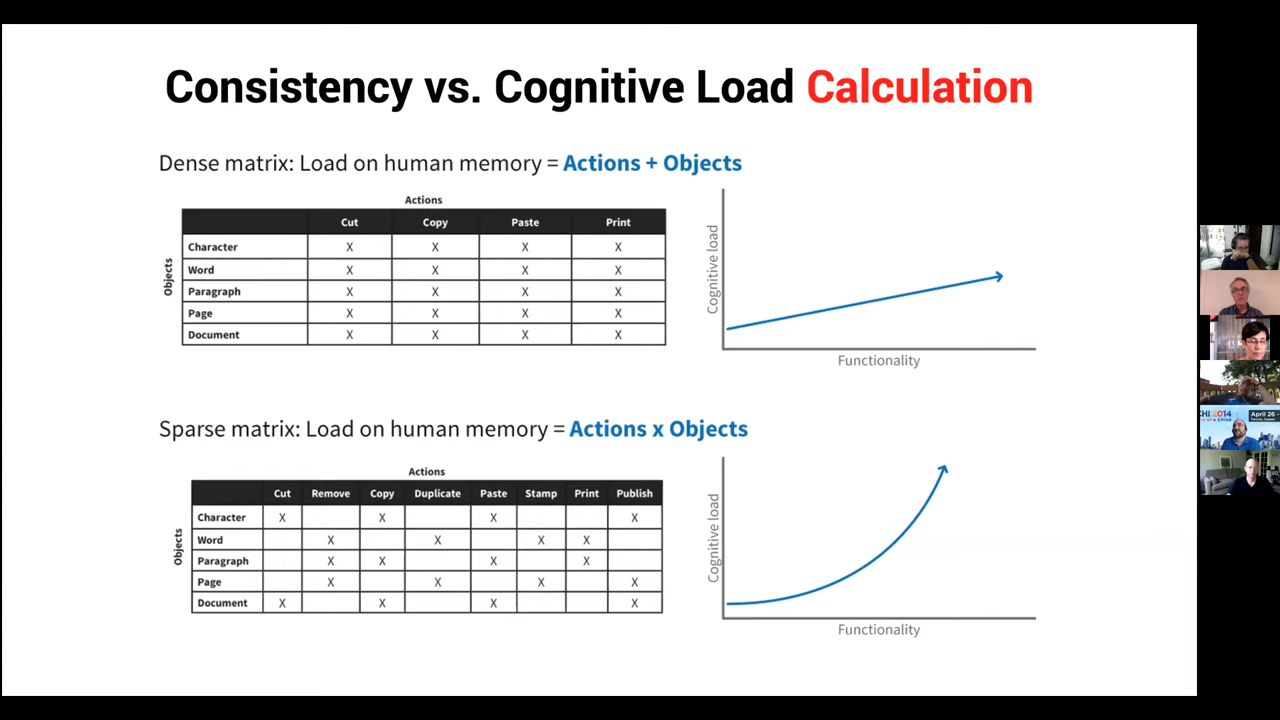 Consistency vs. Cognitive Load Calculation
Dense matrix: Load on human memory = Actions + Objects
Actions
Cut Copy Paste Print
Objects
Character X X X X
Word X X X X
Paragraph X X X X
Page X X X X
Document X X X X
Cognitive load
Functionality
Sparse matrix: Load on human memory = Actions x Objects
Actions
Cut Remove Copy Duplicate Paste Stamp Print Publish
Objects
Character X X X X
Word X X X X
Paragraph X X X X
Page X X X X
Document X X X X
Cognitive load
Functionality
CHI 2014
April 26 -